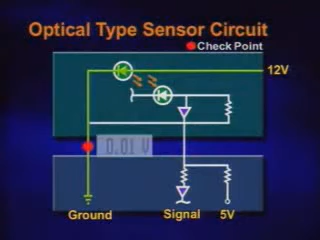 Optical Type Sensor Circuit
Check Point
12V
0.01 V
Ground
Signal
5V